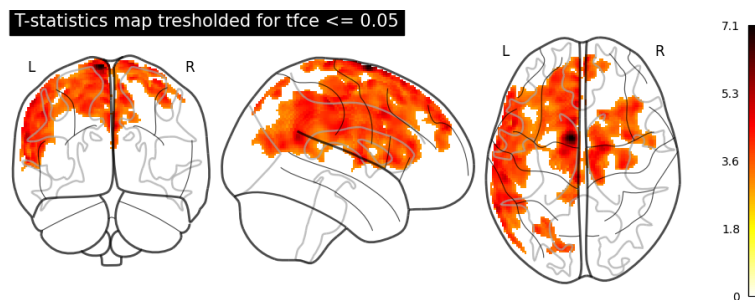 T-statistics map tresholded for tfce <= 0.05
L
R
L
R
7.1
5.3
3.6
1.8
0